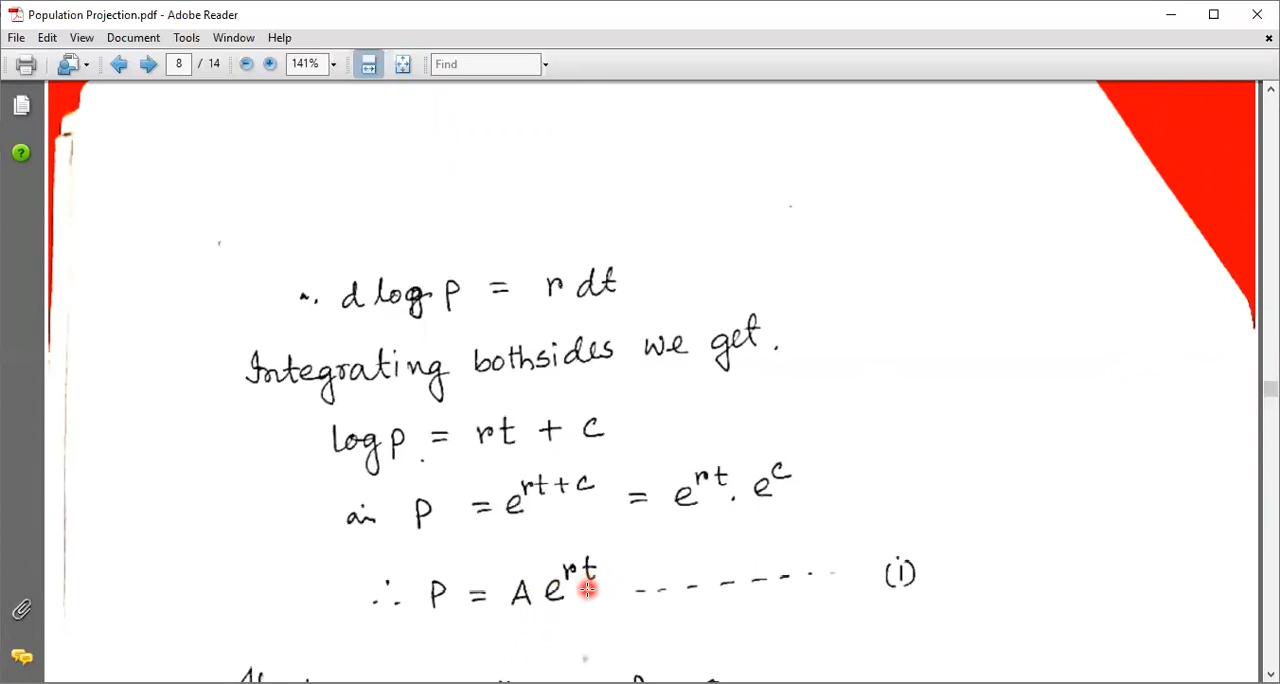 Population Projection.pdf - Adobe Reader
File Edit View Document Tools Window Help
8 / 14 141% Find
d log P = r dt
Integrating bothsides we get.
log P = rt + c
P = e^{rt+c} = e^{rt} . e^{c}
∴ P = A e^{rt} - - - - - - - - (i)